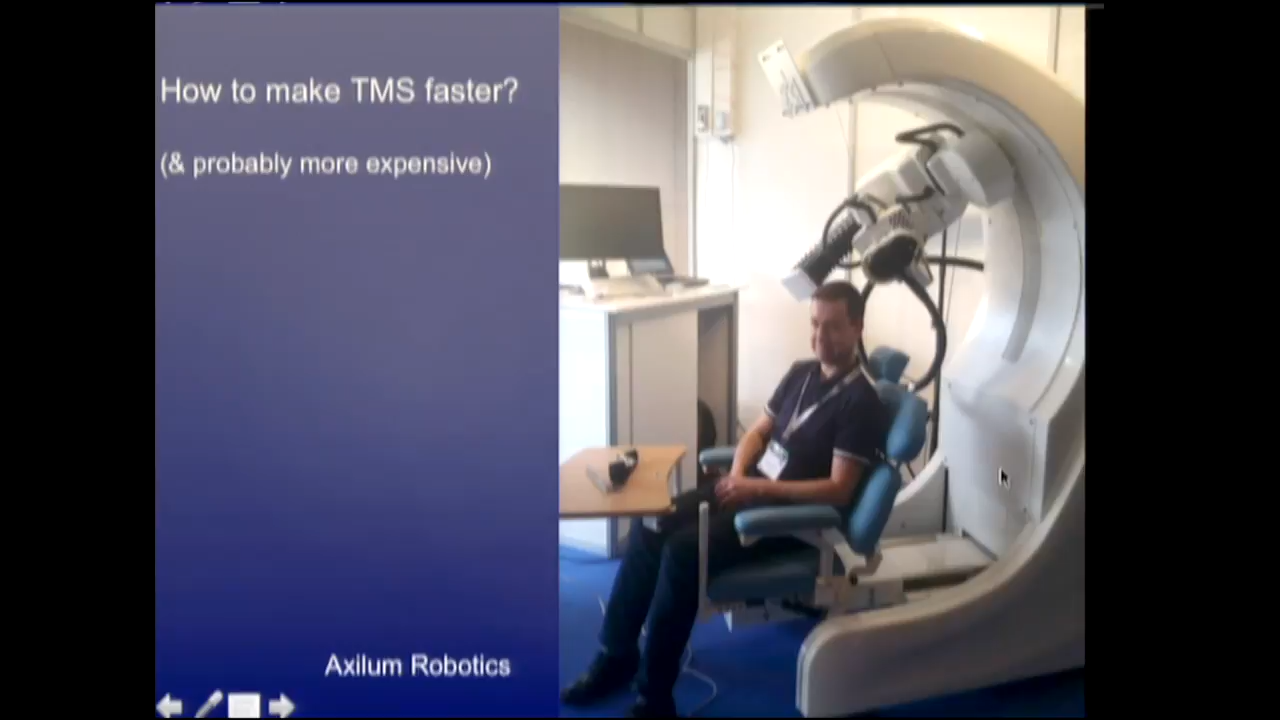 How to make TMS faster?
(& probably more expensive)
Axilum Robotics